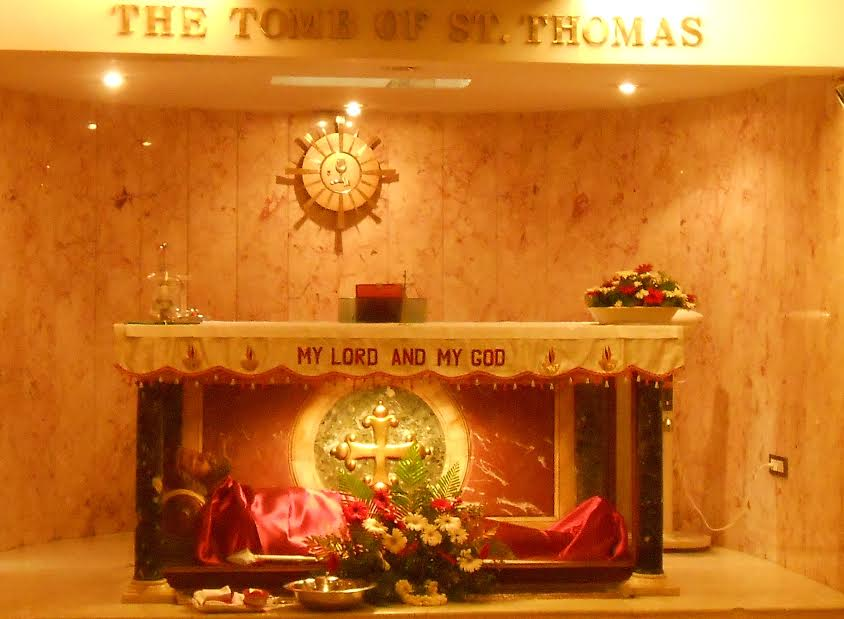 THE TOMB OF ST. THOMAS
MY LORD AND MY GOD